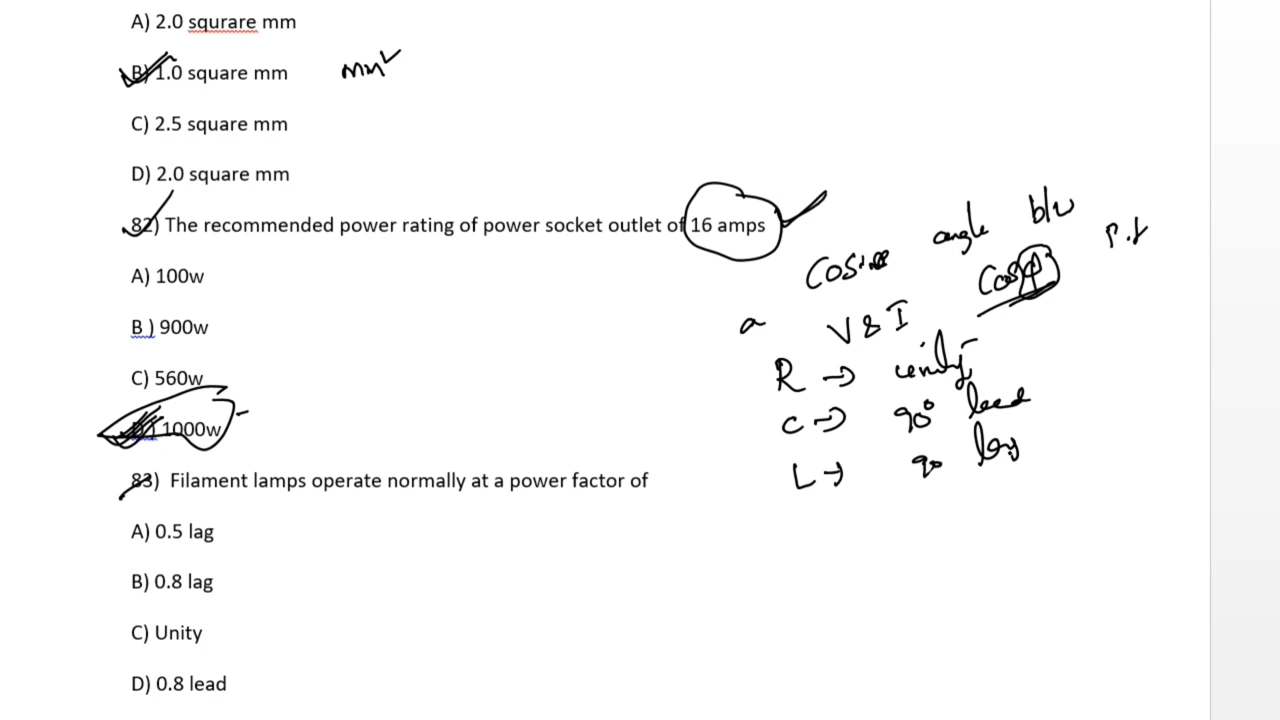 A) 2.0 squrare mm
B) 1.0 square mm mm²
C) 2.5 square mm
D) 2.0 square mm
82) The recommended power rating of power socket outlet of 16 amps
A) 100w
B ) 900w
C) 560w
D) 1000w
83) Filament lamps operate normally at a power factor of
A) 0.5 lag
B) 0.8 lag
C) Unity
D) 0.8 lead
Cosine angle b/w
V & I Cosφ P.f
R → unity
C → 90° lead
L → 90 lag